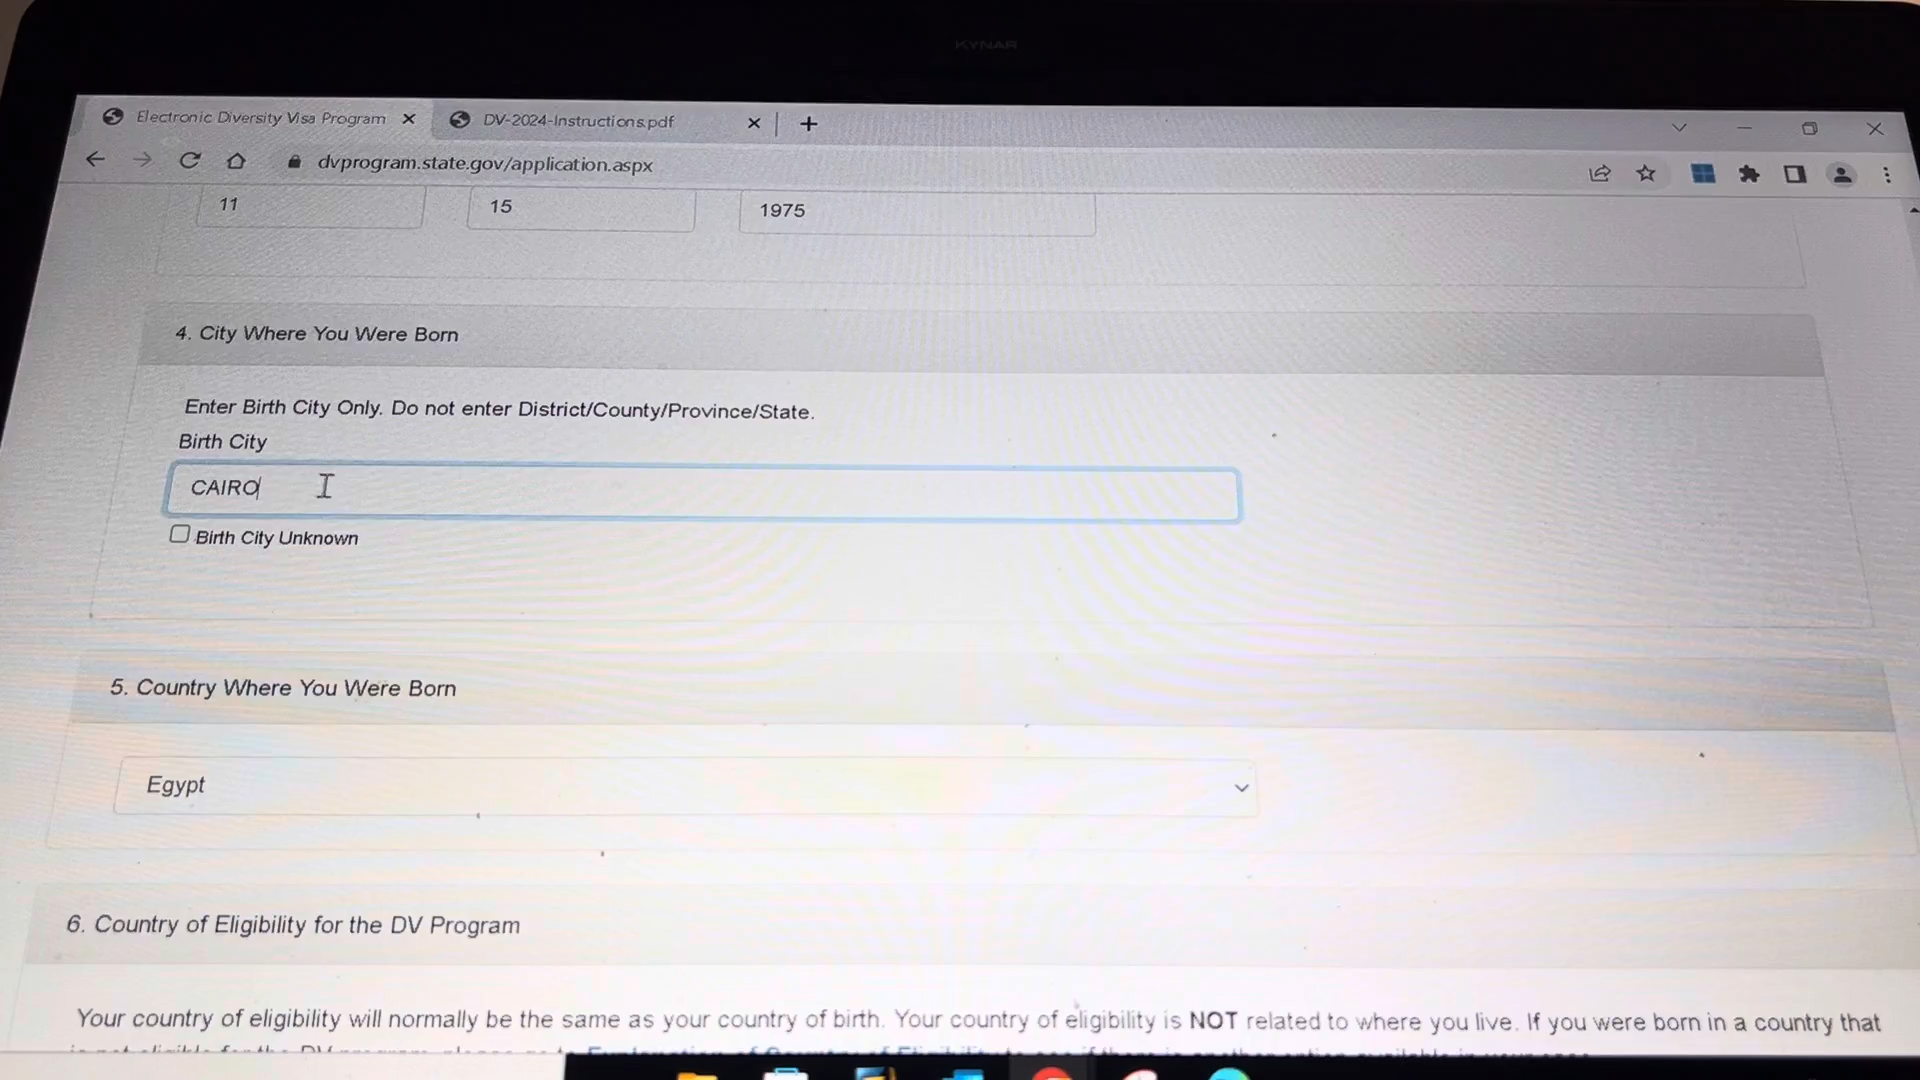 KYNAR
Electronic Diversity Visa Program
DV-2024-Instructions.pdf
dvprogram.state.gov/application.aspx
11
15
1975
4. City Where You Were Born
Enter Birth City Only. Do not enter District/County/Province/State.
Birth City
CAIRO
Birth City Unknown
5. Country Where You Were Born
Egypt
6. Country of Eligibility for the DV Program
Your country of eligibility will normally be the same as your country of birth. Your country of eligibility is NOT related to where you live. If you were born in a country that